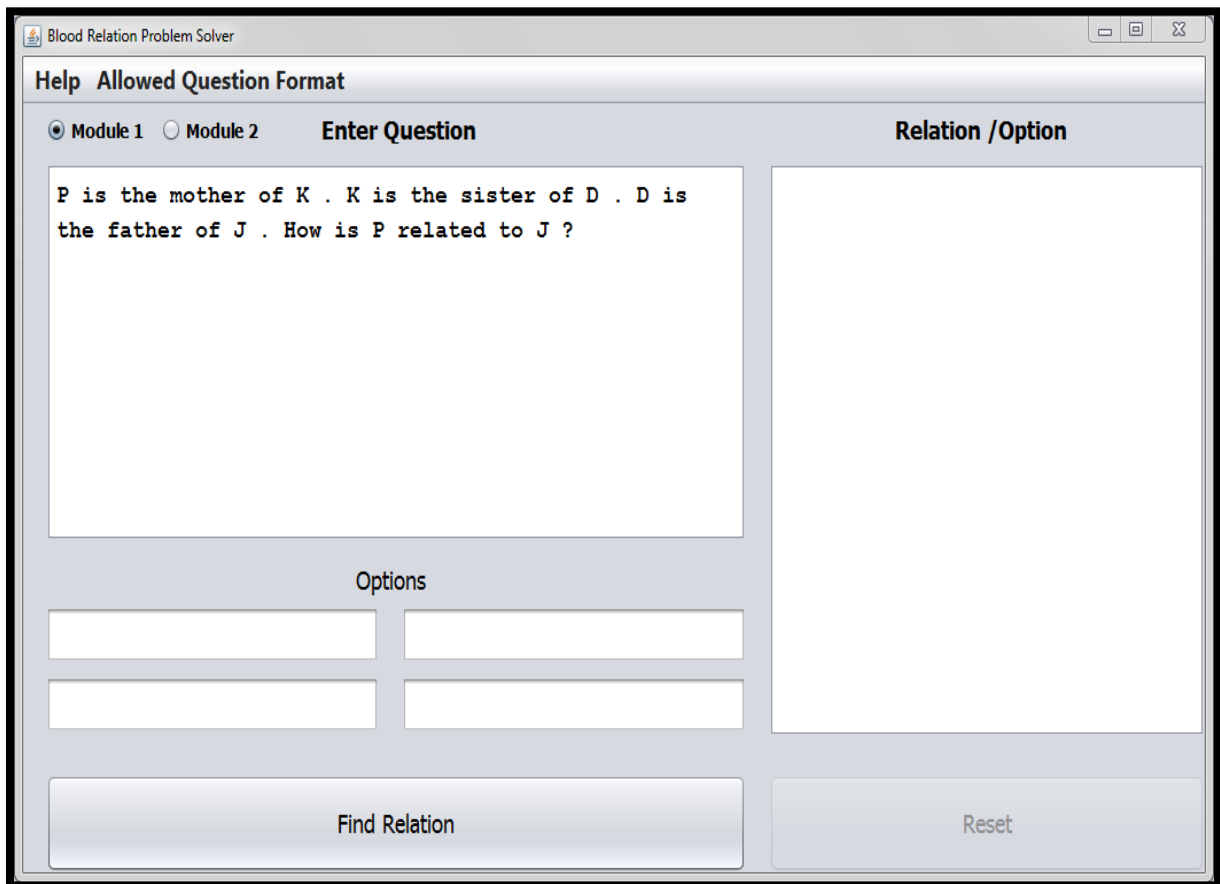 Blood Relation Problem Solver
Help Allowed Question Format
Module 1 Module 2 Enter Question Relation /Option
P is the mother of K . K is the sister of D . D is
the father of J . How is P related to J ?
Options
Find Relation Reset